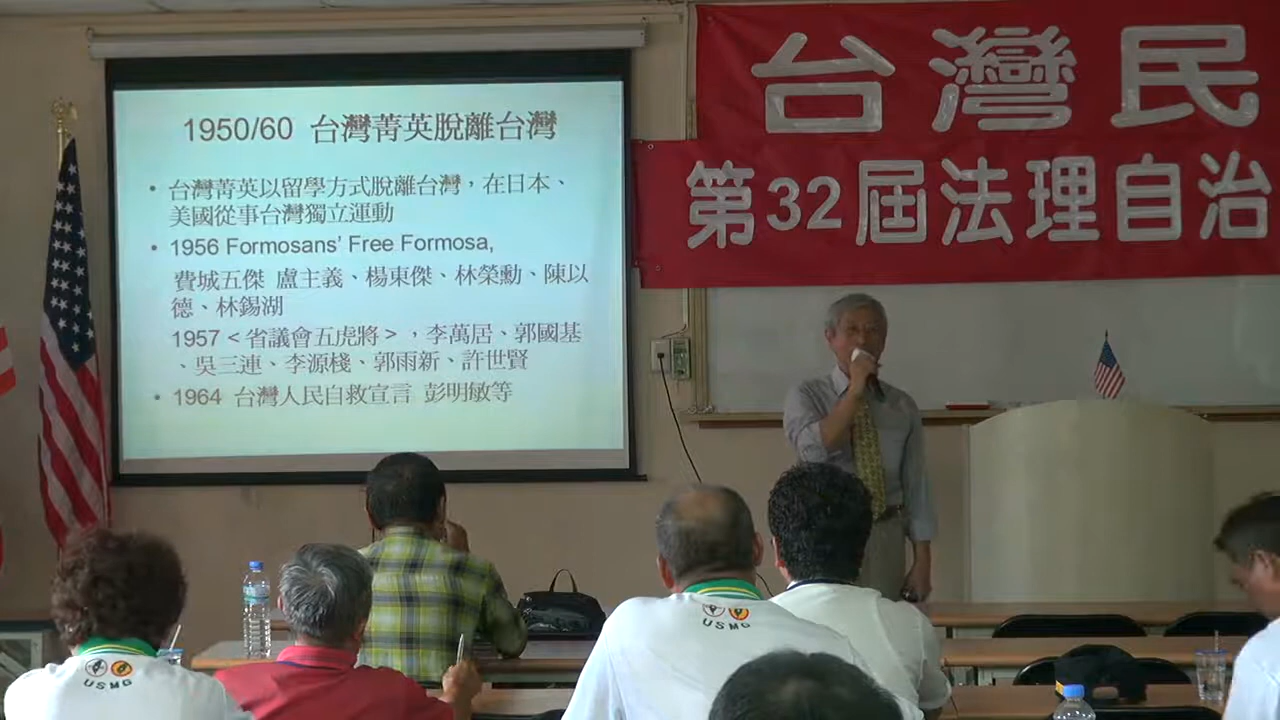 台灣民
第32屆法理自治
1950/60 台灣菁英脫離台灣
• 台灣菁英以留學方式脫離台灣，在日本、
美國從事台灣獨立運動
• 1956 Formosans’ Free Formosa,
費城五傑 盧主義、楊東傑、林榮勳、陳以
德、林錫湖
1957＜省議會五虎將＞，李萬居、郭國基
、吳三連、李源棧、郭雨新、許世賢
• 1964 台灣人民自救宣言 彭明敏等
USMG
USMG